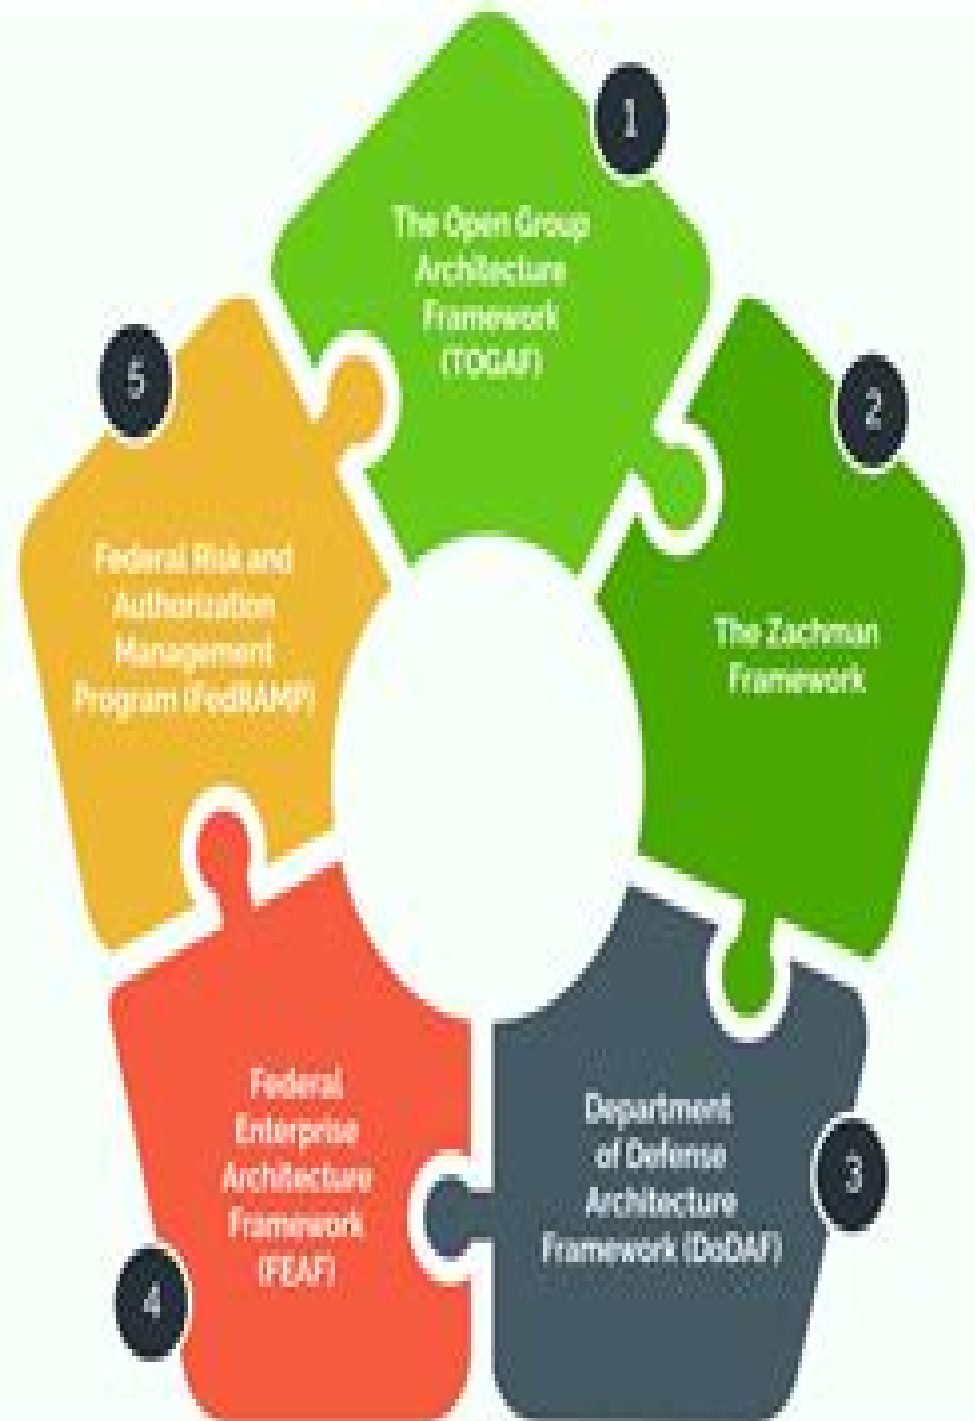 1
The Open Group
Architecture
Framework
(TOGAF)
2
The Zachman
Framework
3
Department
of Defense
Architecture
Framework (DoDAF)
4
Federal
Enterprise
Architecture
Framework
(FEAF)
5
Federal Risk and
Authorization
Management
Program (FedRAMP)